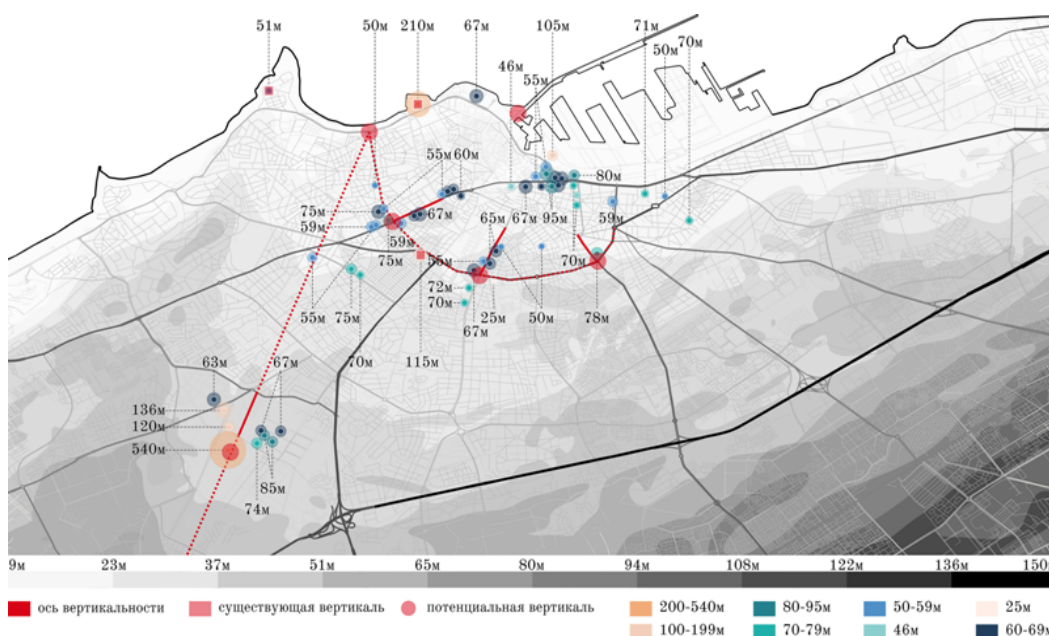 51м 50м 210м 67м 105м 71м
46м 50м 70м
55м
55м 60м 80м
75м 67м 65м 67м 95м 59м
59м
59м
75м 55м 70м
72м
70м 25м 50м 78м
55м 75м 67м
63м 67м 70м 115м
136м
120м
540м
85м
74м
9м 23м 37м 51м 65м 80м 94м 108м 122м 136м 150м
ось вертикальности существующая вертикаль потенциальная вертикаль 200-540м 80-95м 50-59м 25м
100-199м 70-79м 46м 60-69м